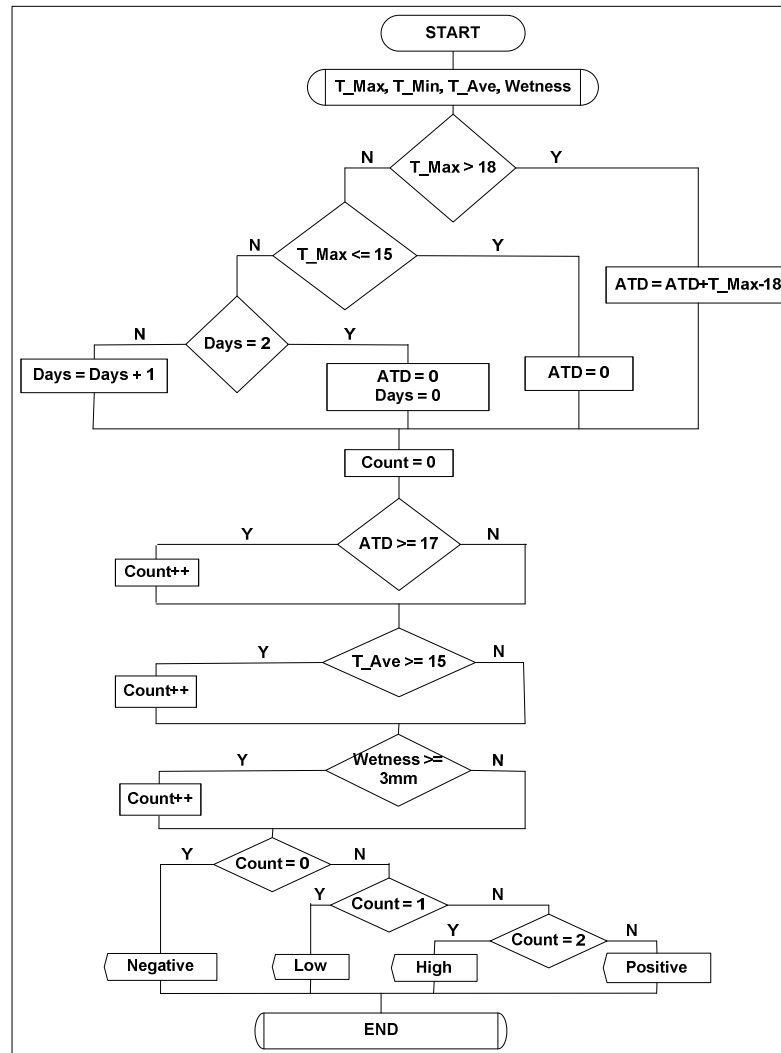 START
T_Max, T_Min, T_Ave, Wetness
N
T_Max > 18
Y
N
T_Max <= 15
Y
ATD = ATD+T_Max-18
N
Days = 2
Y
Days = Days + 1
ATD = 0
Days = 0
ATD = 0
Count = 0
Y
ATD >= 17
N
Count++
Y
T_Ave >= 15
N
Count++
Y
Wetness >=
3mm
N
Count++
Y
Count = 0
N
Y
Count = 1
N
Y
Count = 2
N
Negative
Low
High
Positive
END